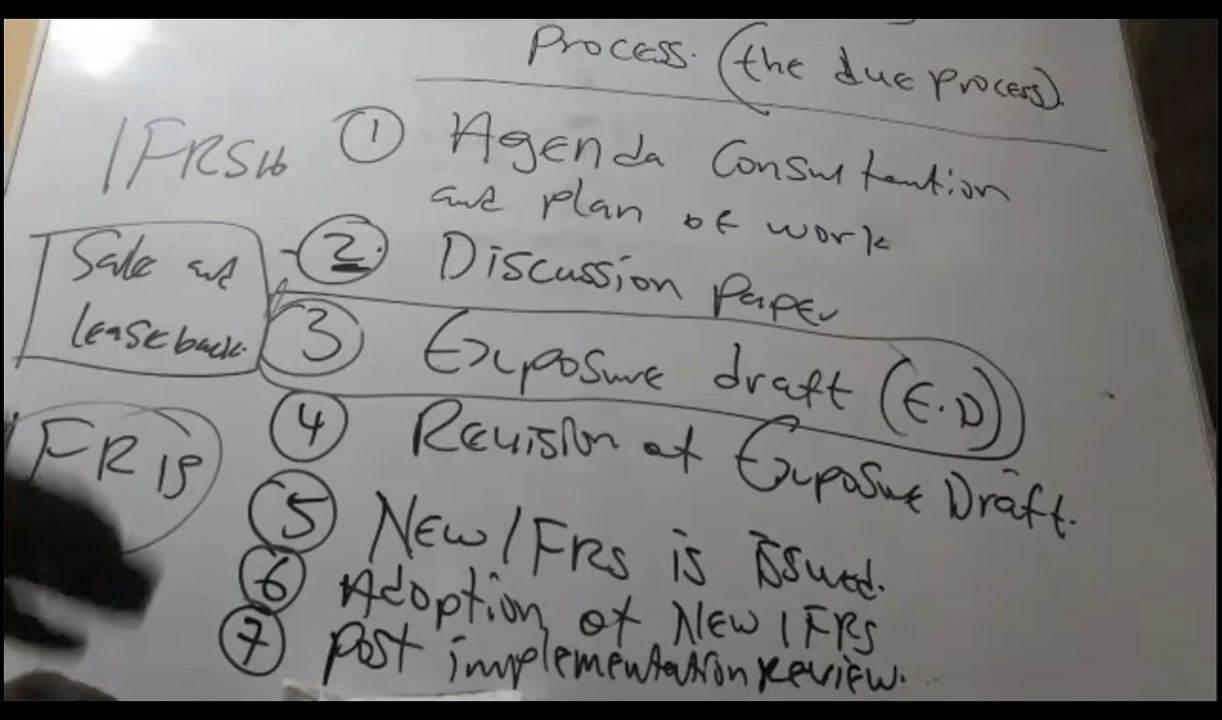 Process. (the due process).
① Agenda Consultation
and plan of work
② Discussion Paper
③ Exposure draft (E.D)
④ Revision of Exposure Draft.
⑤ New IFRS is issued.
⑥ Adoption of New IFRS
⑦ Post implementation review.
IFRS 16
Sale and
leaseback.